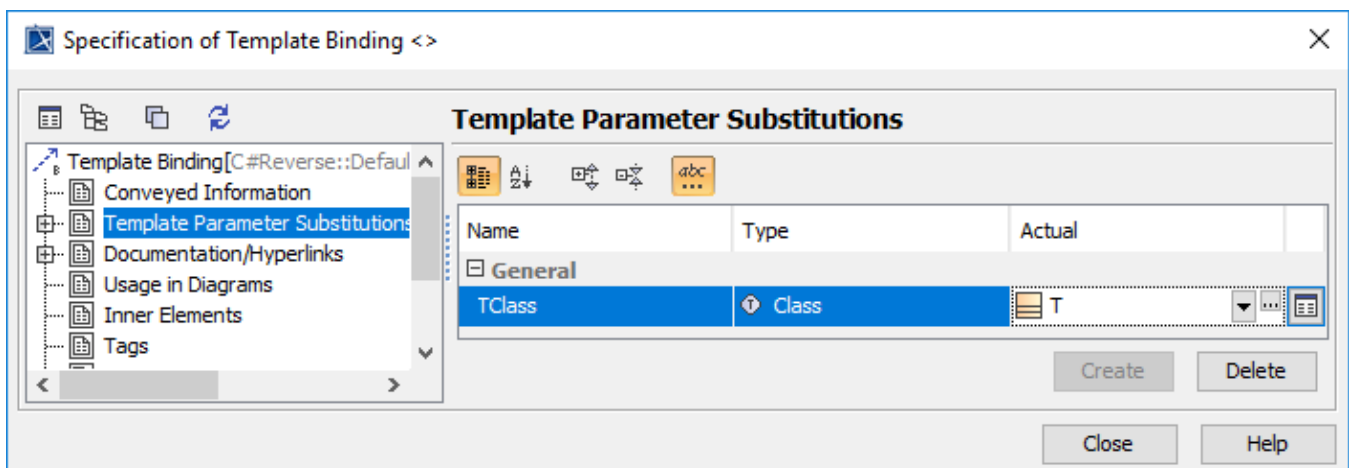 Specification of Template Binding <>
Template Parameter Substitutions
Template Binding[C#Reverse::Defaul
Conveyed Information
Template Parameter Substitutions
Documentation/Hyperlinks
Usage in Diagrams
Inner Elements
Tags
A
Z
abc
...
Name Type Actual
General
TClass T Class T ...
Create Delete
Close Help